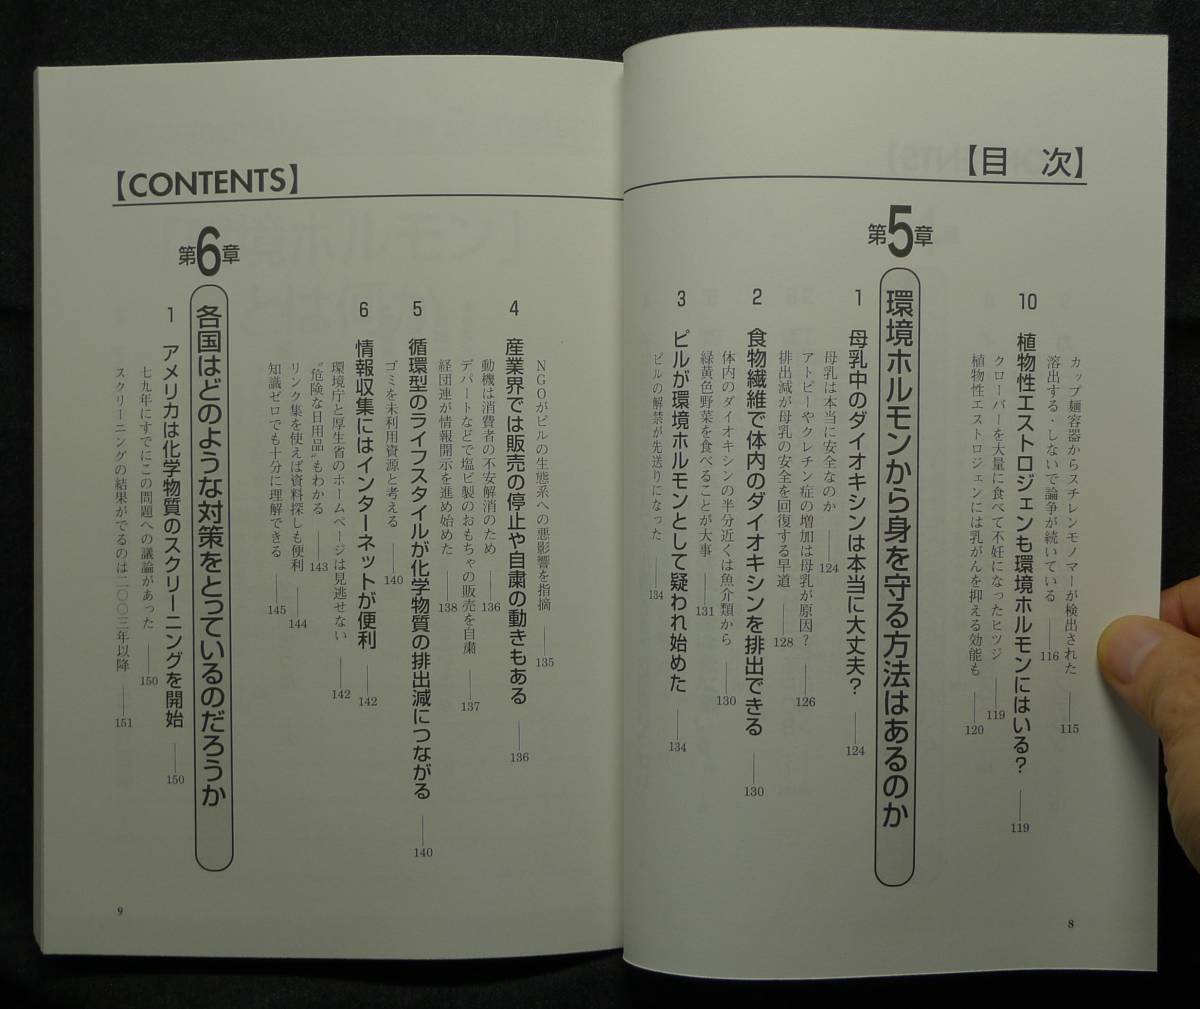 【目　次】
カップ麺容器からスチレンモノマーが検出された ―― 115
溶出する・しないで論争が続いている ―― 116
10 植物性エストロジェンも環境ホルモンにはいる？ ―― 119
クローバーを大量に食べて不妊になったヒツジ ―― 119
植物性エストロジェンには乳がんを抑える効能も ―― 120
第5章 環境ホルモンから身を守る方法はあるのか
1 母乳中のダイオキシンは本当に大丈夫？ ―― 124
母乳は本当に安全なのか ―― 124
アトピーやクレチン症の増加は母乳が原因？ ―― 126
排出減が母乳の安全を回復する早道 ―― 128
2 食物繊維で体内のダイオキシンを排出できる ―― 130
体内のダイオキシンの半分近くは魚介類から ―― 130
緑黄色野菜を食べることが大事 ―― 131
3 ピルが環境ホルモンとして疑われ始めた ―― 134
ピルの解禁が先送りになった ―― 134
8
【CONTENTS】
NGOがピルの生態系への悪影響を指摘 ―― 135
4 産業界では販売の停止や自粛の動きもある ―― 136
動機は消費者の不安解消のため ―― 136
デパートなどで塩ビ製のおもちゃの販売を自粛 ―― 137
経団連が情報開示を進め始めた ―― 138
5 循環型のライフスタイルが化学物質の排出減につながる ―― 140
ゴミを未利用資源と考える ―― 140
6 情報収集にはインターネットが便利 ―― 142
環境庁と厚生省のホームページは見逃せない ―― 142
“危険な日用品”もわかる ―― 143
リンク集を使えば資料探しも便利 ―― 144
知識ゼロでも十分に理解できる ―― 145
第6章 各国はどのような対策をとっているのだろうか
1 アメリカは化学物質のスクリーニングを開始 ―― 150
七九年にすでにこの問題への議論があった ―― 150
スクリーニングの結果がでるのは二〇〇三年以降 ―― 151
9